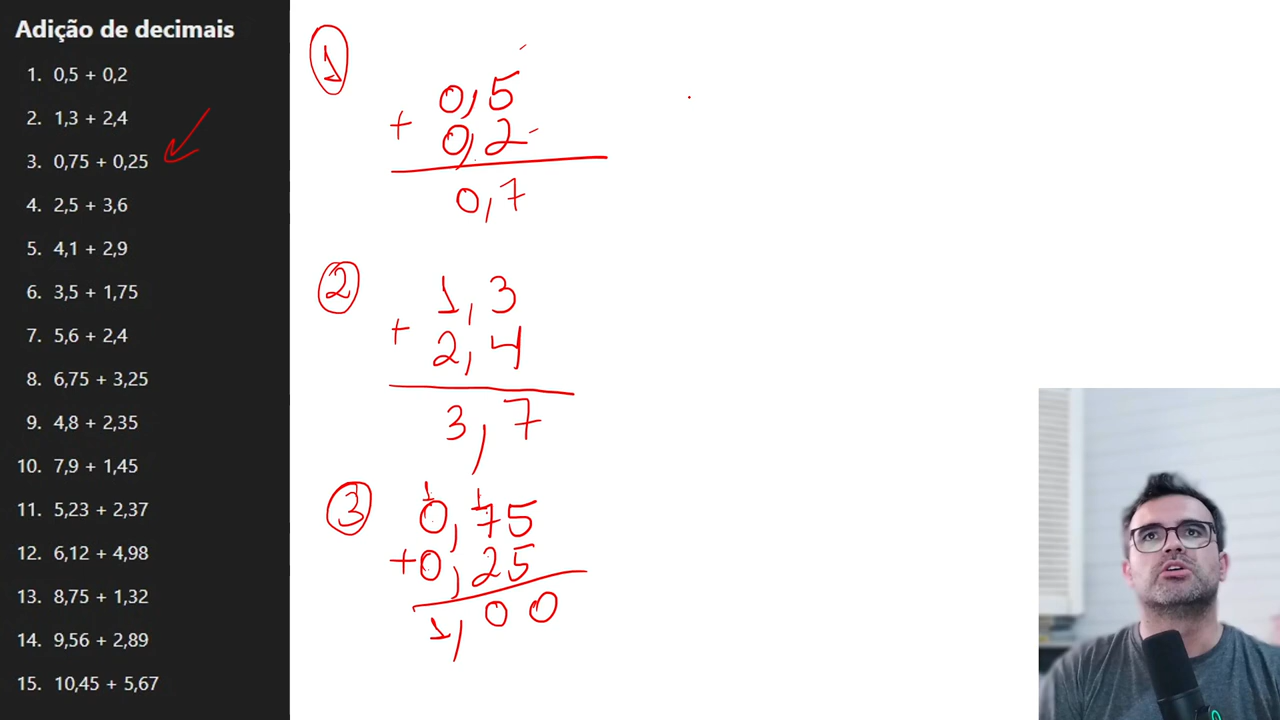 Adição de decimais
1. 0,5 + 0,2
2. 1,3 + 2,4
3. 0,75 + 0,25
4. 2,5 + 3,6
5. 4,1 + 2,9
6. 3,5 + 1,75
7. 5,6 + 2,4
8. 6,75 + 3,25
9. 4,8 + 2,35
10. 7,9 + 1,45
11. 5,23 + 2,37
12. 6,12 + 4,98
13. 8,75 + 1,32
14. 9,56 + 2,89
15. 10,45 + 5,67
1
0,5
+ 0,2
0,7
2
1,3
+ 2,4
3,7
3
1 1
0,75
+0,25
1,00